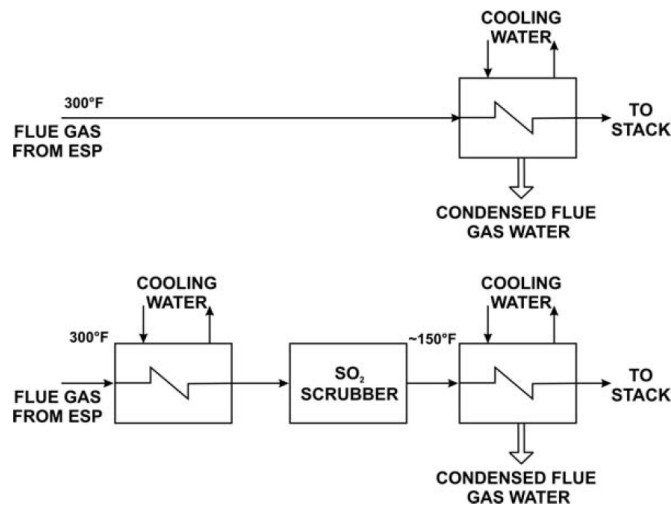 COOLING
WATER
300°F
FLUE GAS
FROM ESP
TO
STACK
CONDENSED FLUE
GAS WATER
COOLING
WATER
COOLING
WATER
300°F
~150°F
FLUE GAS
FROM ESP
SO₂
SCRUBBER
TO
STACK
CONDENSED FLUE
GAS WATER